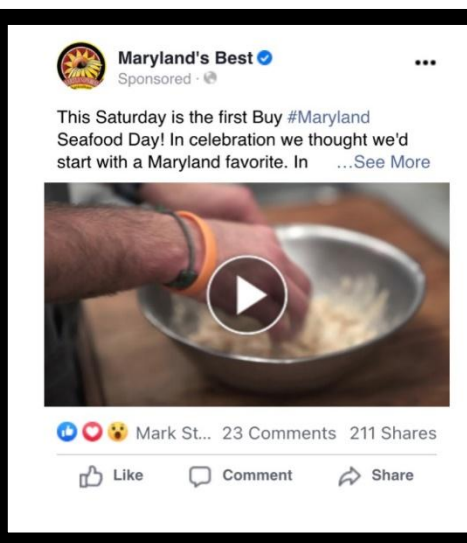 Maryland's Best
Sponsored ·
This Saturday is the first Buy #Maryland
Seafood Day! In celebration we thought we'd
start with a Maryland favorite. In ...See More
Mark St... 23 Comments 211 Shares
Like Comment Share